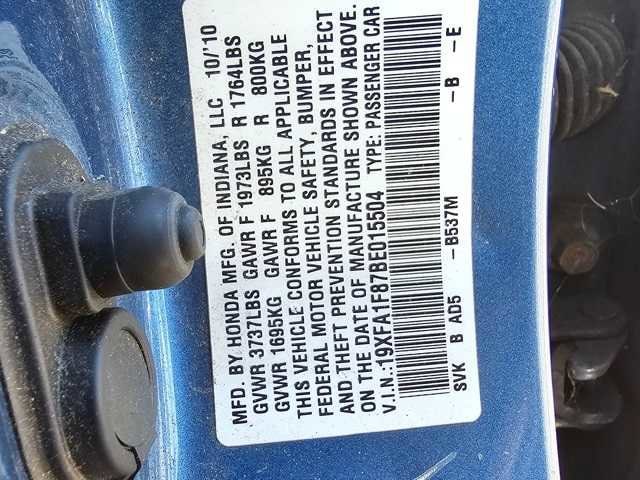 MFD. BY HONDA MFG. OF INDIANA, LLC 10/'10
GVWR 3737LBS GAWR F 1973LBS R 1764LBS
GVWR 1695KG GAWR F 895KG R 800KG
THIS VEHICLE CONFORMS TO ALL APPLICABLE
FEDERAL MOTOR VEHICLE SAFETY, BUMPER,
AND THEFT PREVENTION STANDARDS IN EFFECT
ON THE DATE OF MANUFACTURE SHOWN ABOVE.
V.I.N.:19XFA1F87BE015504 TYPE: PASSENGER CAR
SVK B AD5 -B537M -B -E